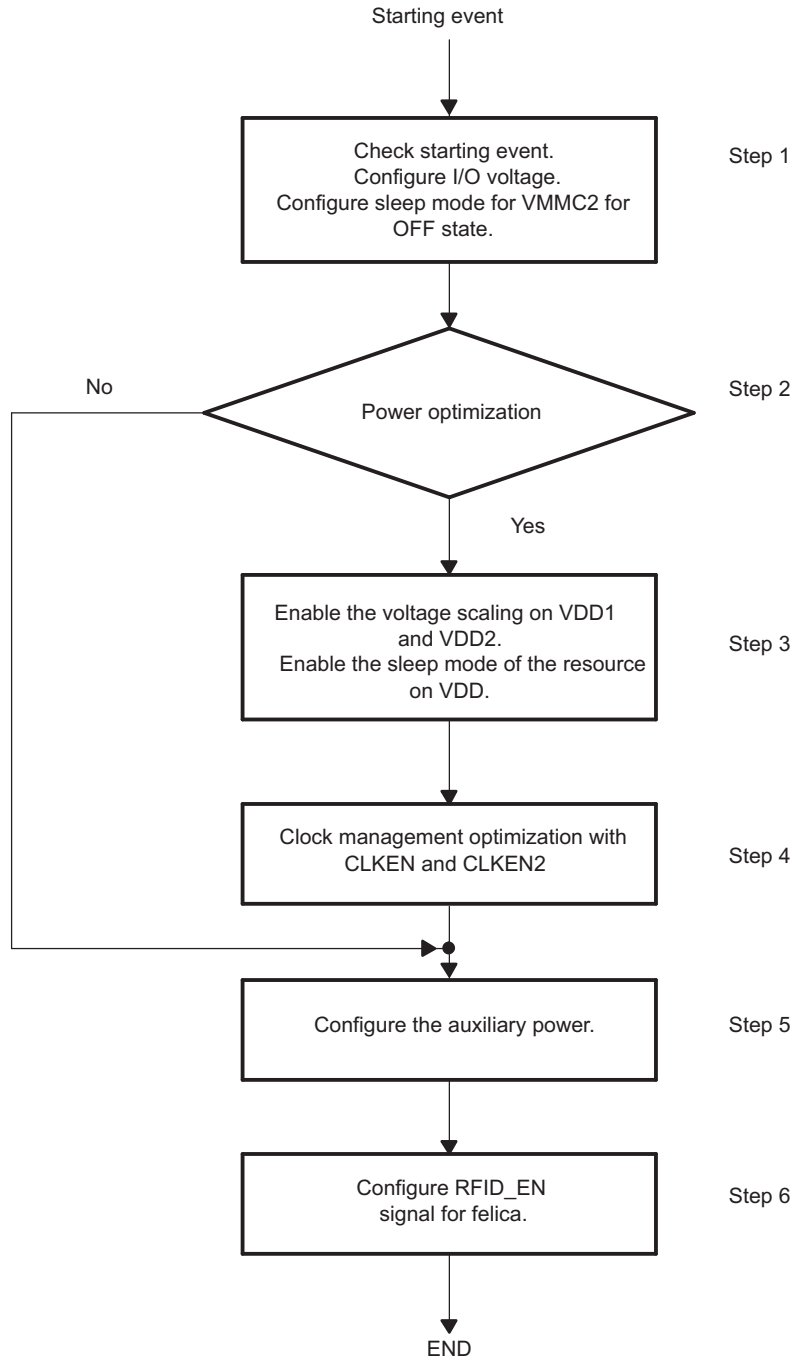 Starting event
Check starting event.
Configure I/O voltage.
Configure sleep mode for VMMC2 for
OFF state.
Step 1
Power optimization
Step 2
No
Yes
Enable the voltage scaling on VDD1
and VDD2.
Enable the sleep mode of the resource
on VDD.
Step 3
Clock management optimization with
CLKEN and CLKEN2
Step 4
Configure the auxiliary power.
Step 5
Configure RFID_EN
signal for felica.
Step 6
END